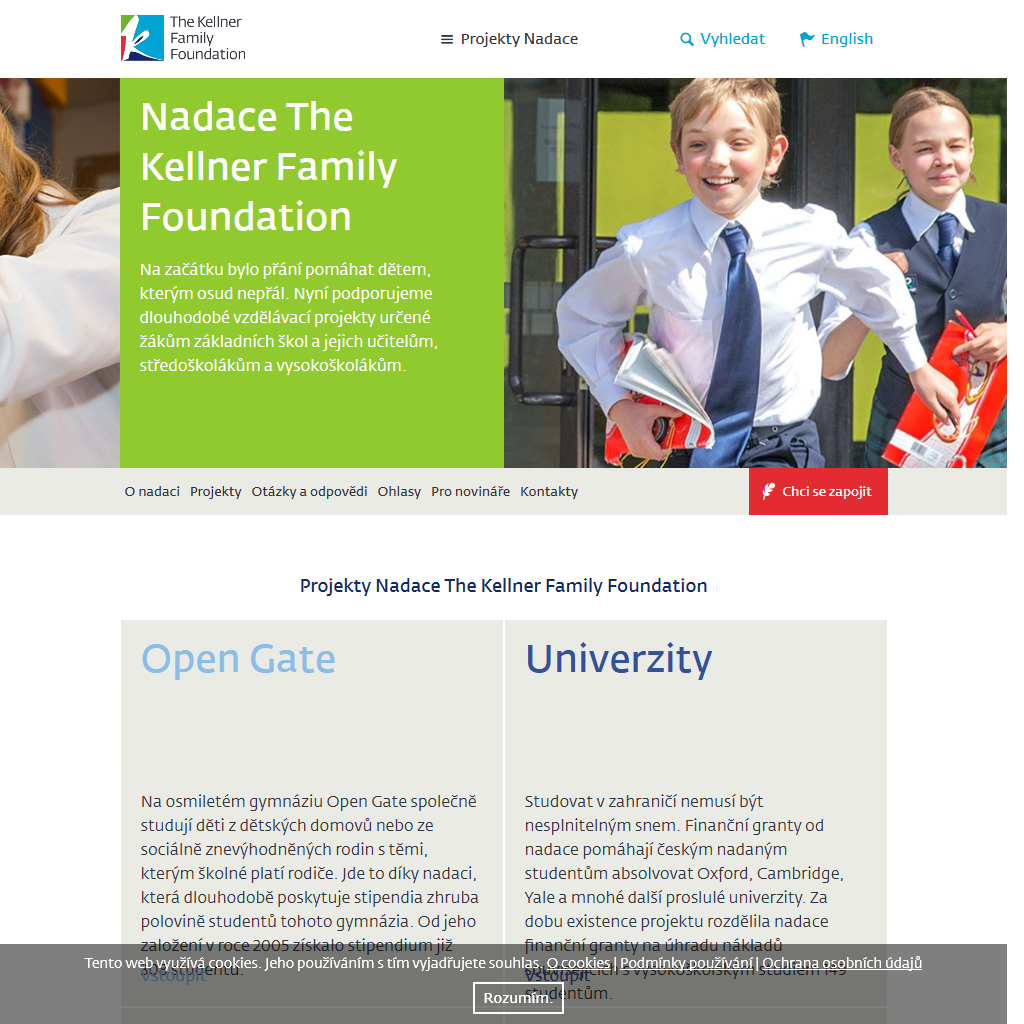 The Kellner
Family
Foundation
Projekty Nadace
Vyhledat
English
Nadace The
Kellner Family
Foundation
Na začátku bylo přání pomáhat dětem,
kterým osud nepřál. Nyní podporujeme
dlouhodobé vzdělávací projekty určené
žákům základních škol a jejich učitelům,
středoškolákům a vysokoškolákům.
O nadaci Projekty Otázky a odpovědi Ohlasy Pro novináře Kontakty
Chci se zapojit
Projekty Nadace The Kellner Family Foundation
Open Gate
Na osmiletém gymnáziu Open Gate společně
studují děti z dětských domovů nebo ze
sociálně znevýhodněných rodin s těmi,
kterým školné platí rodiče. Jde to díky nadaci,
která dlouhodobě poskytuje stipendia zhruba
polovině studentů tohoto gymnázia. Od jeho
založení v roce 2005 získalo stipendium již
studentů.
Vstoupit
Univerzity
Studovat v zahraničí nemusí být
nesplnitelným snem. Finanční granty od
nadace pomáhají českým nadaným
studentům absolvovat Oxford, Cambridge,
Yale a mnohé další proslulé univerzity. Za
dobu existence projektu rozdělila nadace
finanční granty na úhradu nákladů
souvisejících s vysokoškolským studiem 149
studentům.
Vstoupit
Tento web využívá cookies. Jeho používáním s tím vyjadřujete souhlas. O cookies | Podmínky používání | Ochrana osobních údajů
Rozumím.